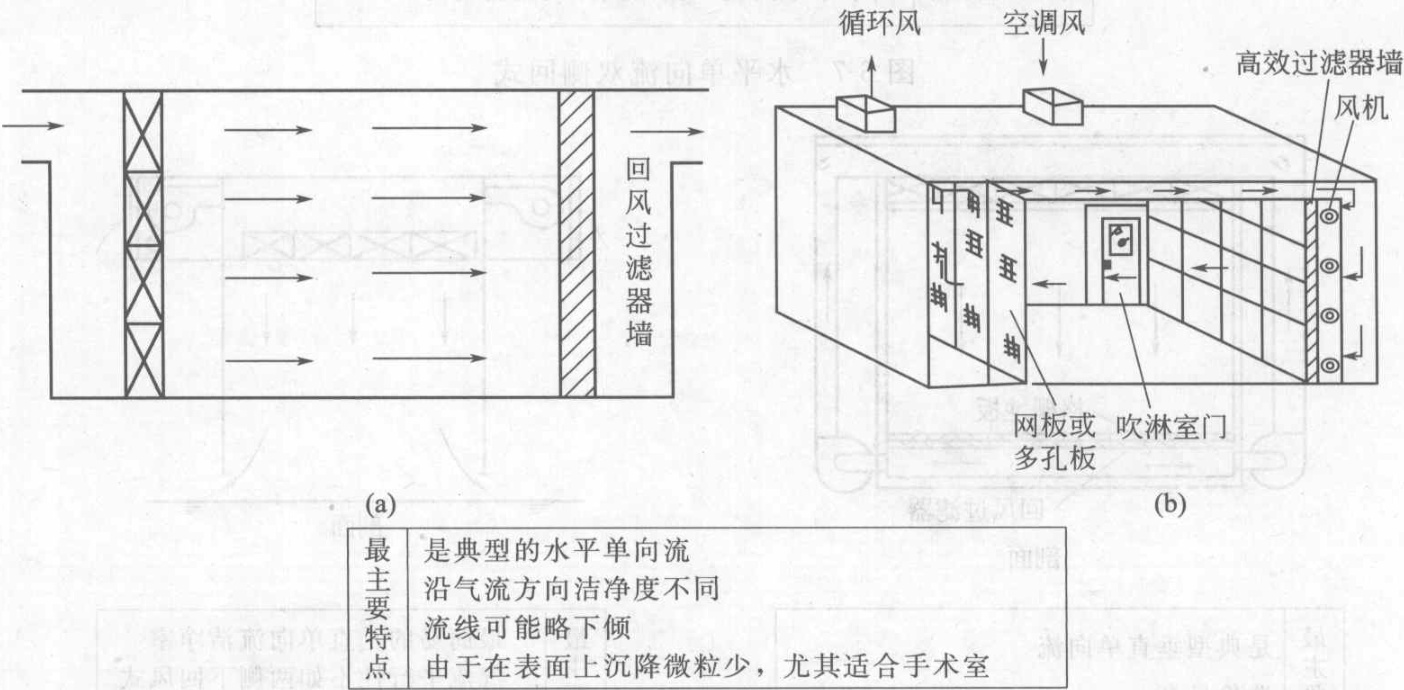 循环风
空调风
高效过滤器墙
风机
回风过滤器墙
网板或
多孔板
吹淋室门
(a)
(b)
最主要特点
是典型的水平单向流
沿气流方向洁净度不同
流线可能略下倾
由于在表面上沉降微粒少，尤其适合手术室